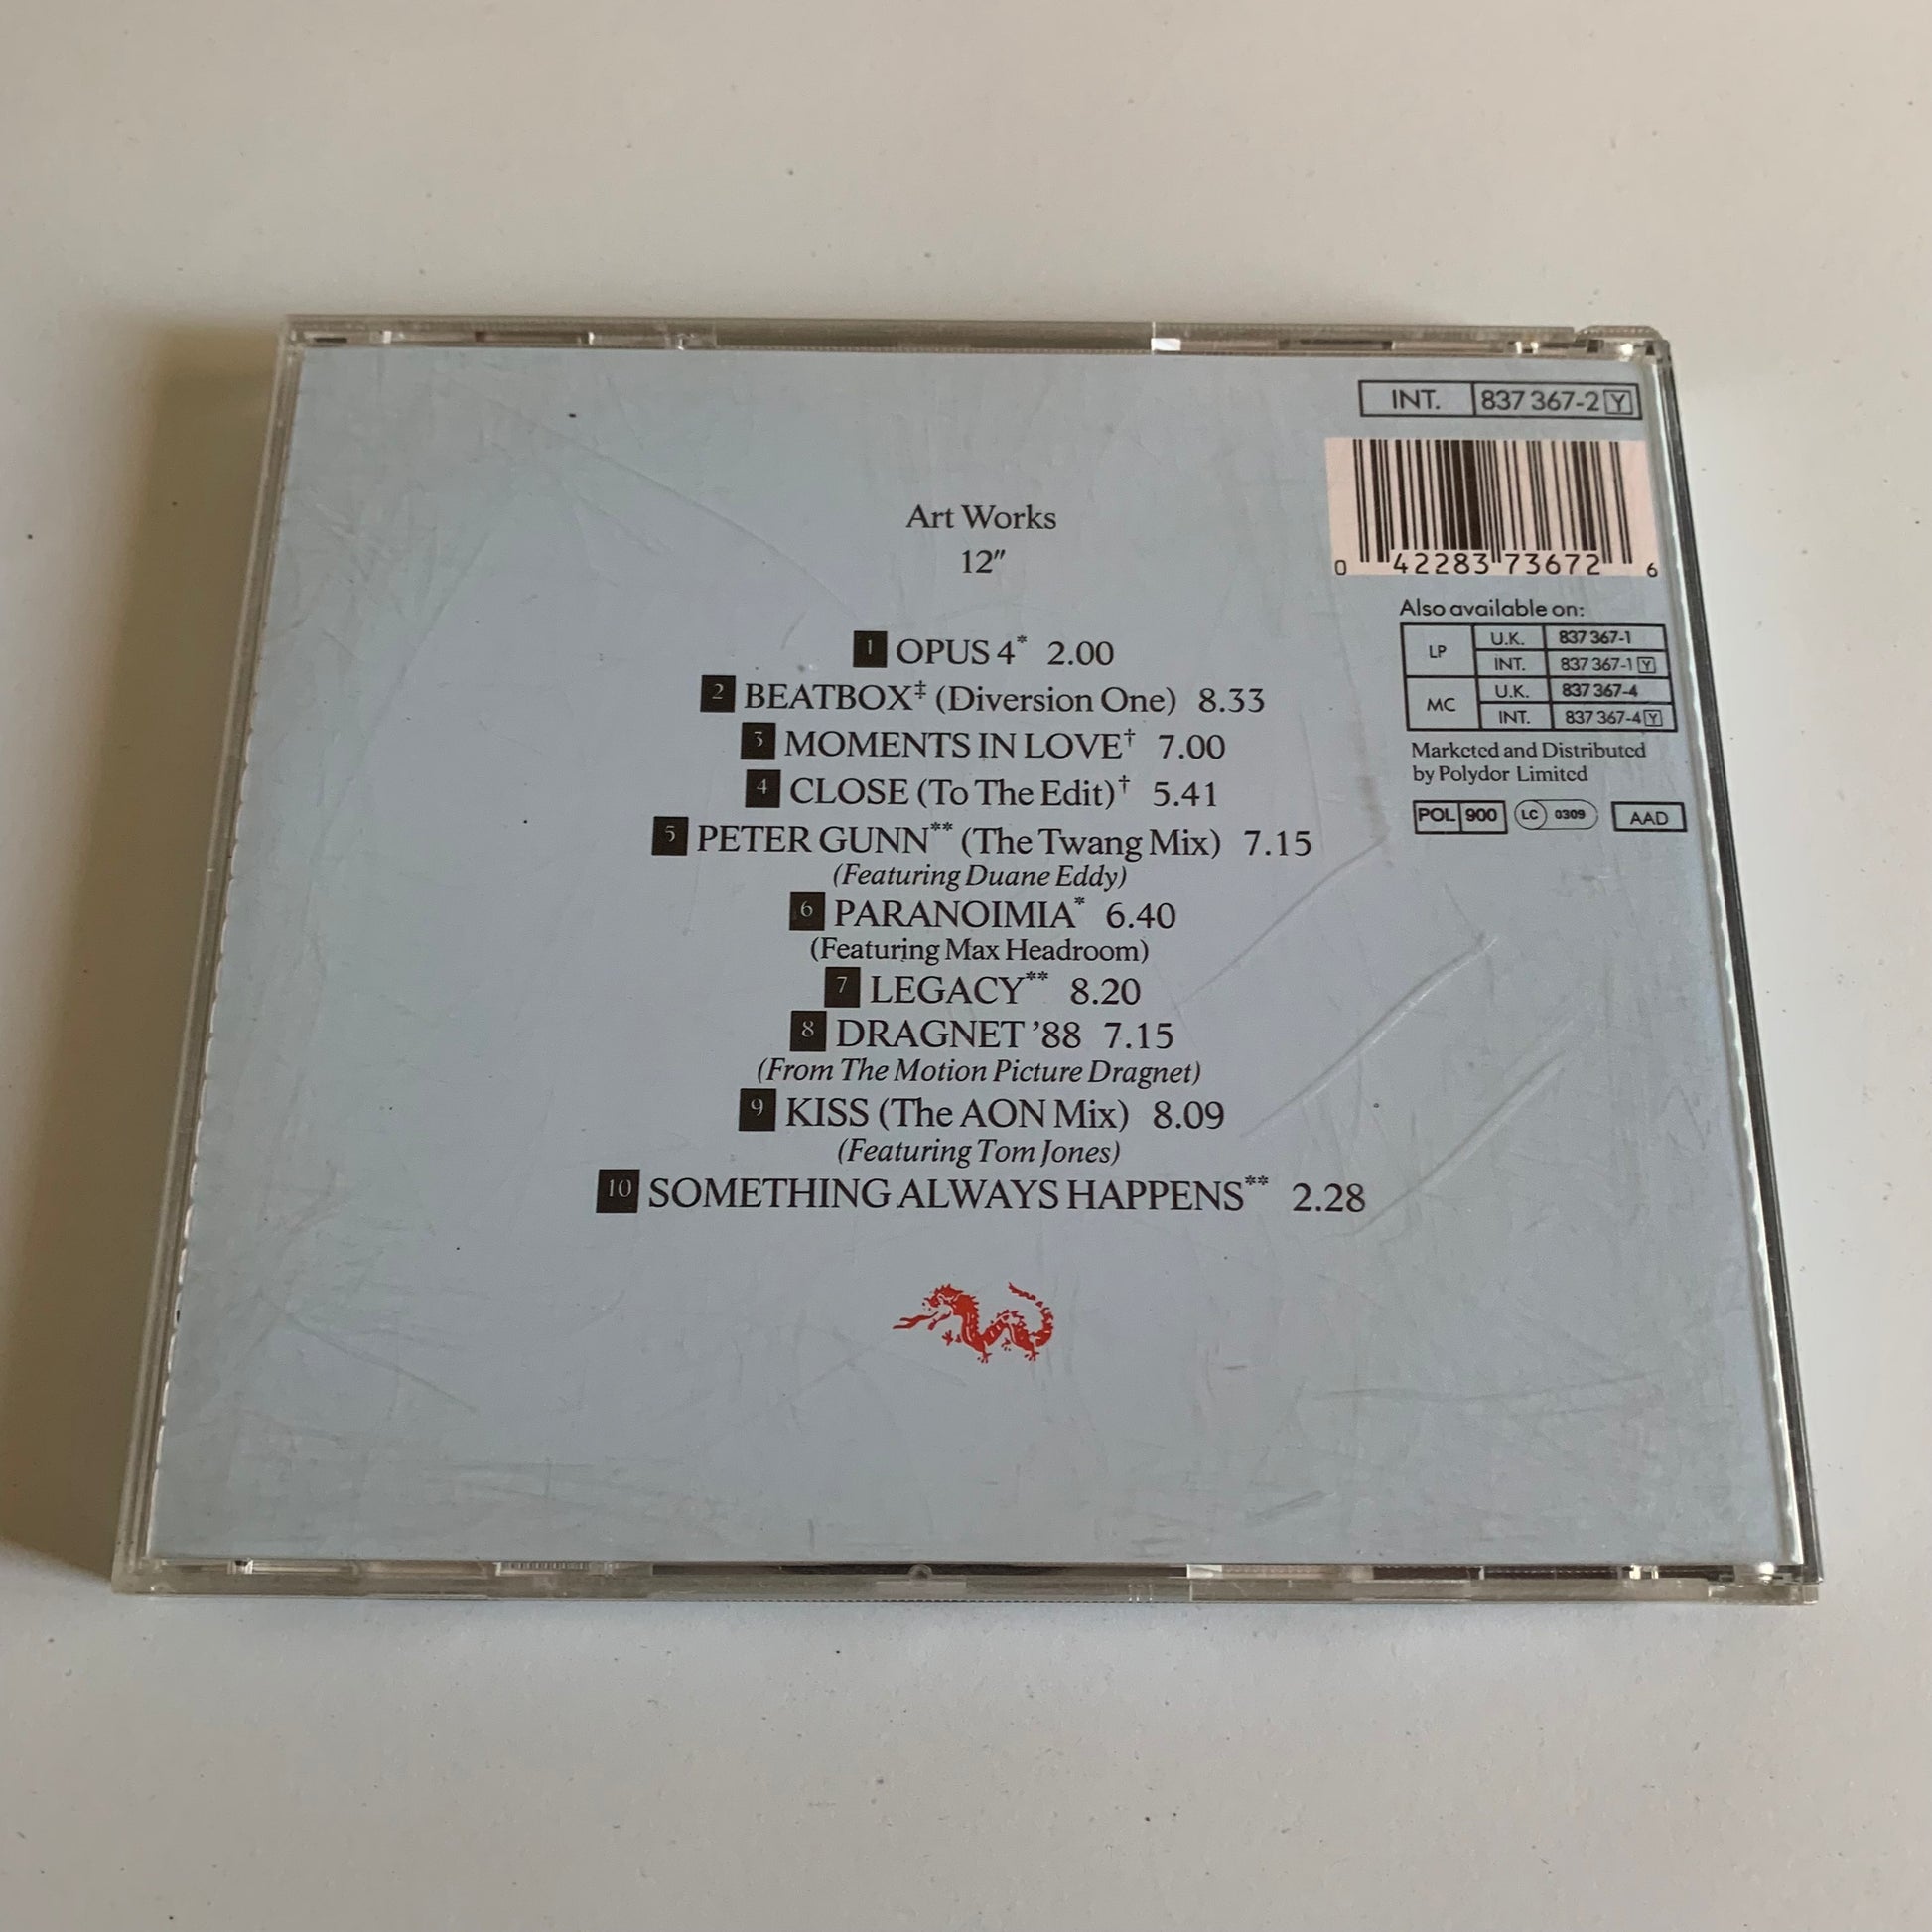 INT. 837 367-2 Y
0 42283 73672 6
Art Works
12"
1 OPUS 4* 2.00
2 BEATBOX‡ (Diversion One) 8.33
3 MOMENTS IN LOVE† 7.00
4 CLOSE (To The Edit)† 5.41
5 PETER GUNN** (The Twang Mix) 7.15
(Featuring Duane Eddy)
6 PARANOIMIA* 6.40
(Featuring Max Headroom)
7 LEGACY** 8.20
8 DRAGNET '88 7.15
(From The Motion Picture Dragnet)
9 KISS (The AON Mix) 8.09
(Featuring Tom Jones)
10 SOMETHING ALWAYS HAPPENS** 2.28
Also available on:
LP U.K. 837 367-1
INT. 837 367-1 Y
MC U.K. 837 367-4
INT. 837 367-4 Y
Marketed and Distributed
by Polydor Limited
POL 900 LC 0309 AAD